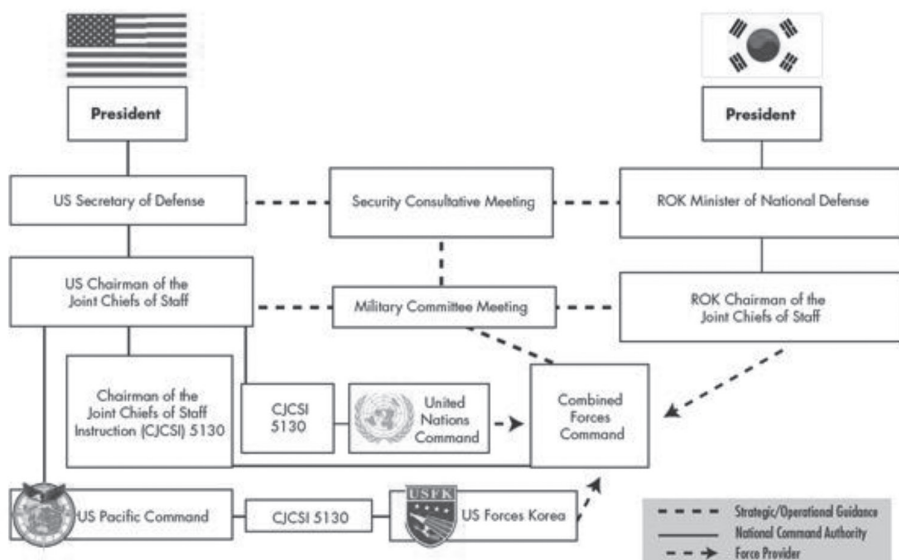 President
President
US Secretary of Defense
Security Consultative Meeting
ROK Minister of National Defense
US Chairman of the
Joint Chiefs of Staff
Military Committee Meeting
ROK Chairman of the
Joint Chiefs of Staff
Chairman of the
Joint Chiefs of Staff
Instruction (CJCSI) 5130
CJCSI
5130
United
Nations
Command
Combined
Forces
Command
US Pacific Command
CJCSI 5130
USFK
US Forces Korea
Strategic/Operational Guidance
National Command Authority
Force Provider